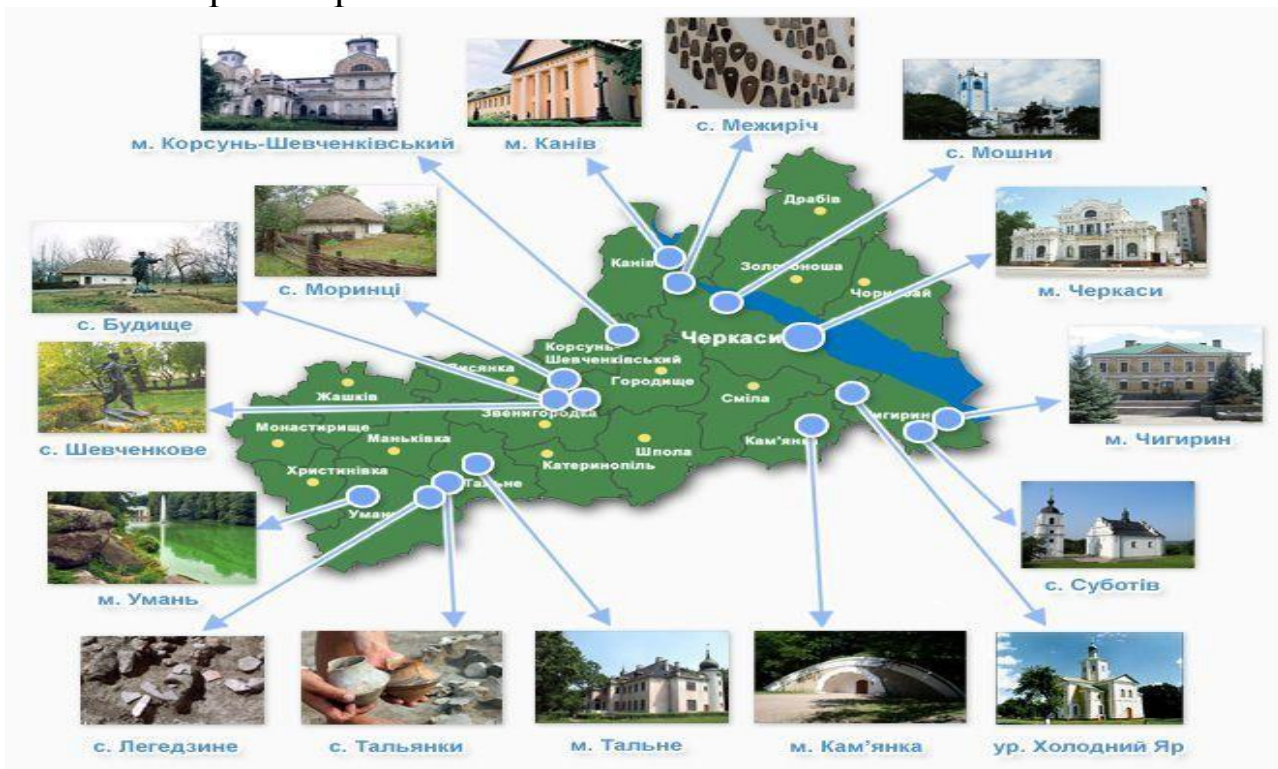 м. Корсунь-Шевченківський
м. Канів
с. Межиріч
с. Мошни
с. Моринці
с. Будище
с. Шевченкове
м. Умань
м. Черкаси
м. Чигирин
с. Суботів
Драбів
Канів
Золотоноша
Чорнобай
Черкаси
Корсунь-
Шевченківський
Лисянка
Городище
Жашків
Звенигородка
Сміла
Чигирин
Монастирище
Маньківка
Кам'янка
Шпола
Христинівка
Катеринопіль
Тальне
Умань
с. Легедзине
с. Тальянки
м. Тальне
м. Кам'янка
ур. Холодний Яр